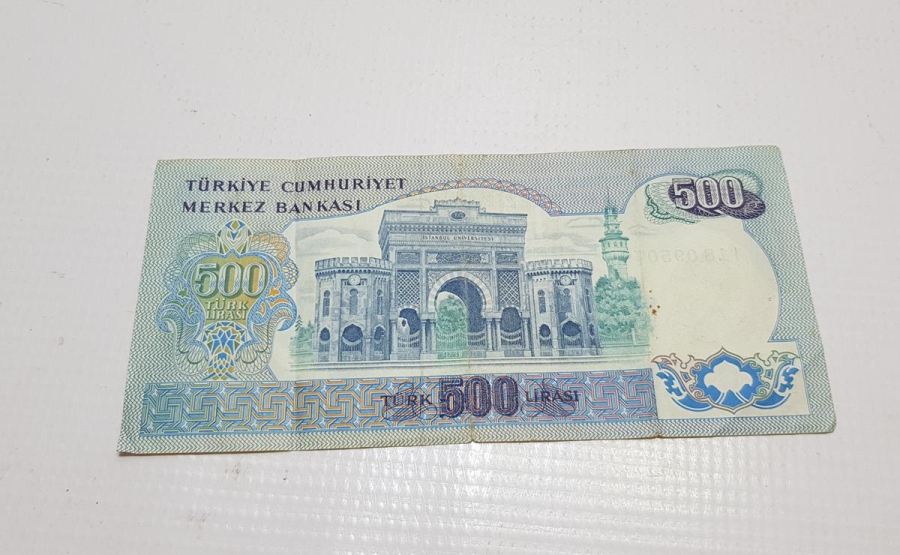 TÜRKİYE CUMHURİYET
MERKEZ BANKASI
500
İSTANBUL ÜNİVERSİTESİ
500
TÜRK
LİRASI
TÜRK 500 LİRASI